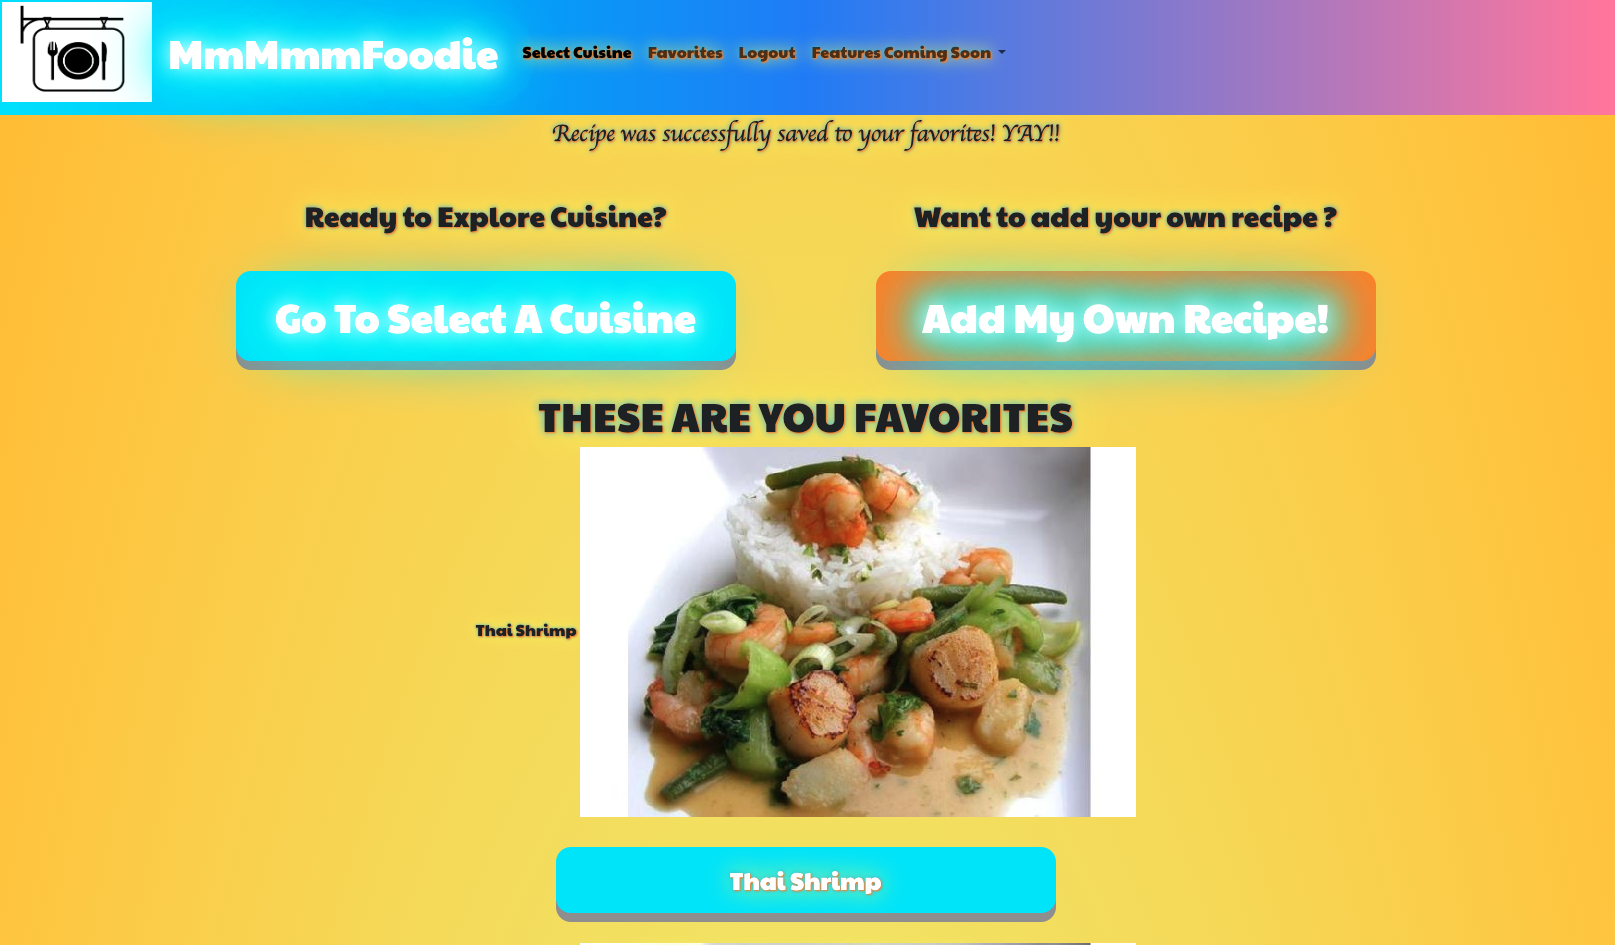 MmMmmFoodie
Select Cuisine Favorites Logout Features Coming Soon
Recipe was successfully saved to your favorites! YAY!!
Ready to Explore Cuisine?
Want to add your own recipe ?
Go To Select A Cuisine
Add My Own Recipe!
THESE ARE YOU FAVORITES
Thai Shrimp
Thai Shrimp